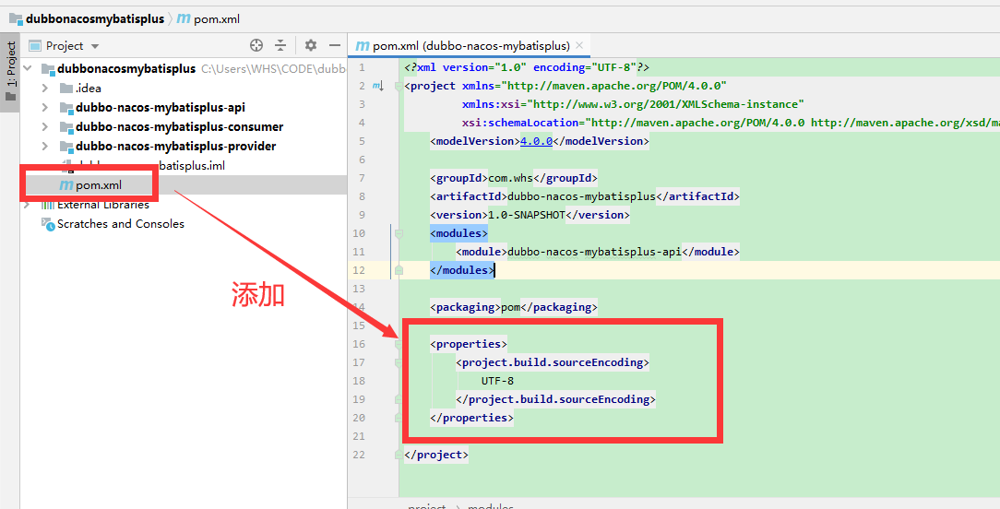 dubbonacosmybatisplus
pom.xml
1: Project
Project
dubbonacosmybatisplus C:\Users\WHS\CODE\dubb
.idea
dubbo-nacos-mybatisplus-api
dubbo-nacos-mybatisplus-consumer
dubbo-nacos-mybatisplus-provider
batisplus.iml
pom.xml
External Libraries
Scratches and Consoles
添加
pom.xml (dubbo-nacos-mybatisplus)
1 <?xml version="1.0" encoding="UTF-8"?>
2 <project xmlns="http://maven.apache.org/POM/4.0.0"
3 xmlns:xsi="http://www.w3.org/2001/XMLSchema-instance"
4 xsi:schemaLocation="http://maven.apache.org/POM/4.0.0 http://maven.apache.org/xsd/ma
5 <modelVersion>4.0.0</modelVersion>
6
7 <groupId>com.whs</groupId>
8 <artifactId>dubbo-nacos-mybatisplus</artifactId>
9 <version>1.0-SNAPSHOT</version>
10 <modules>
11 <module>dubbo-nacos-mybatisplus-api</module>
12 </modules>
13
14 <packaging>pom</packaging>
15
16 <properties>
17 <project.build.sourceEncoding>
18 UTF-8
19 </project.build.sourceEncoding>
20 </properties>
21
22 </project>
project
modules